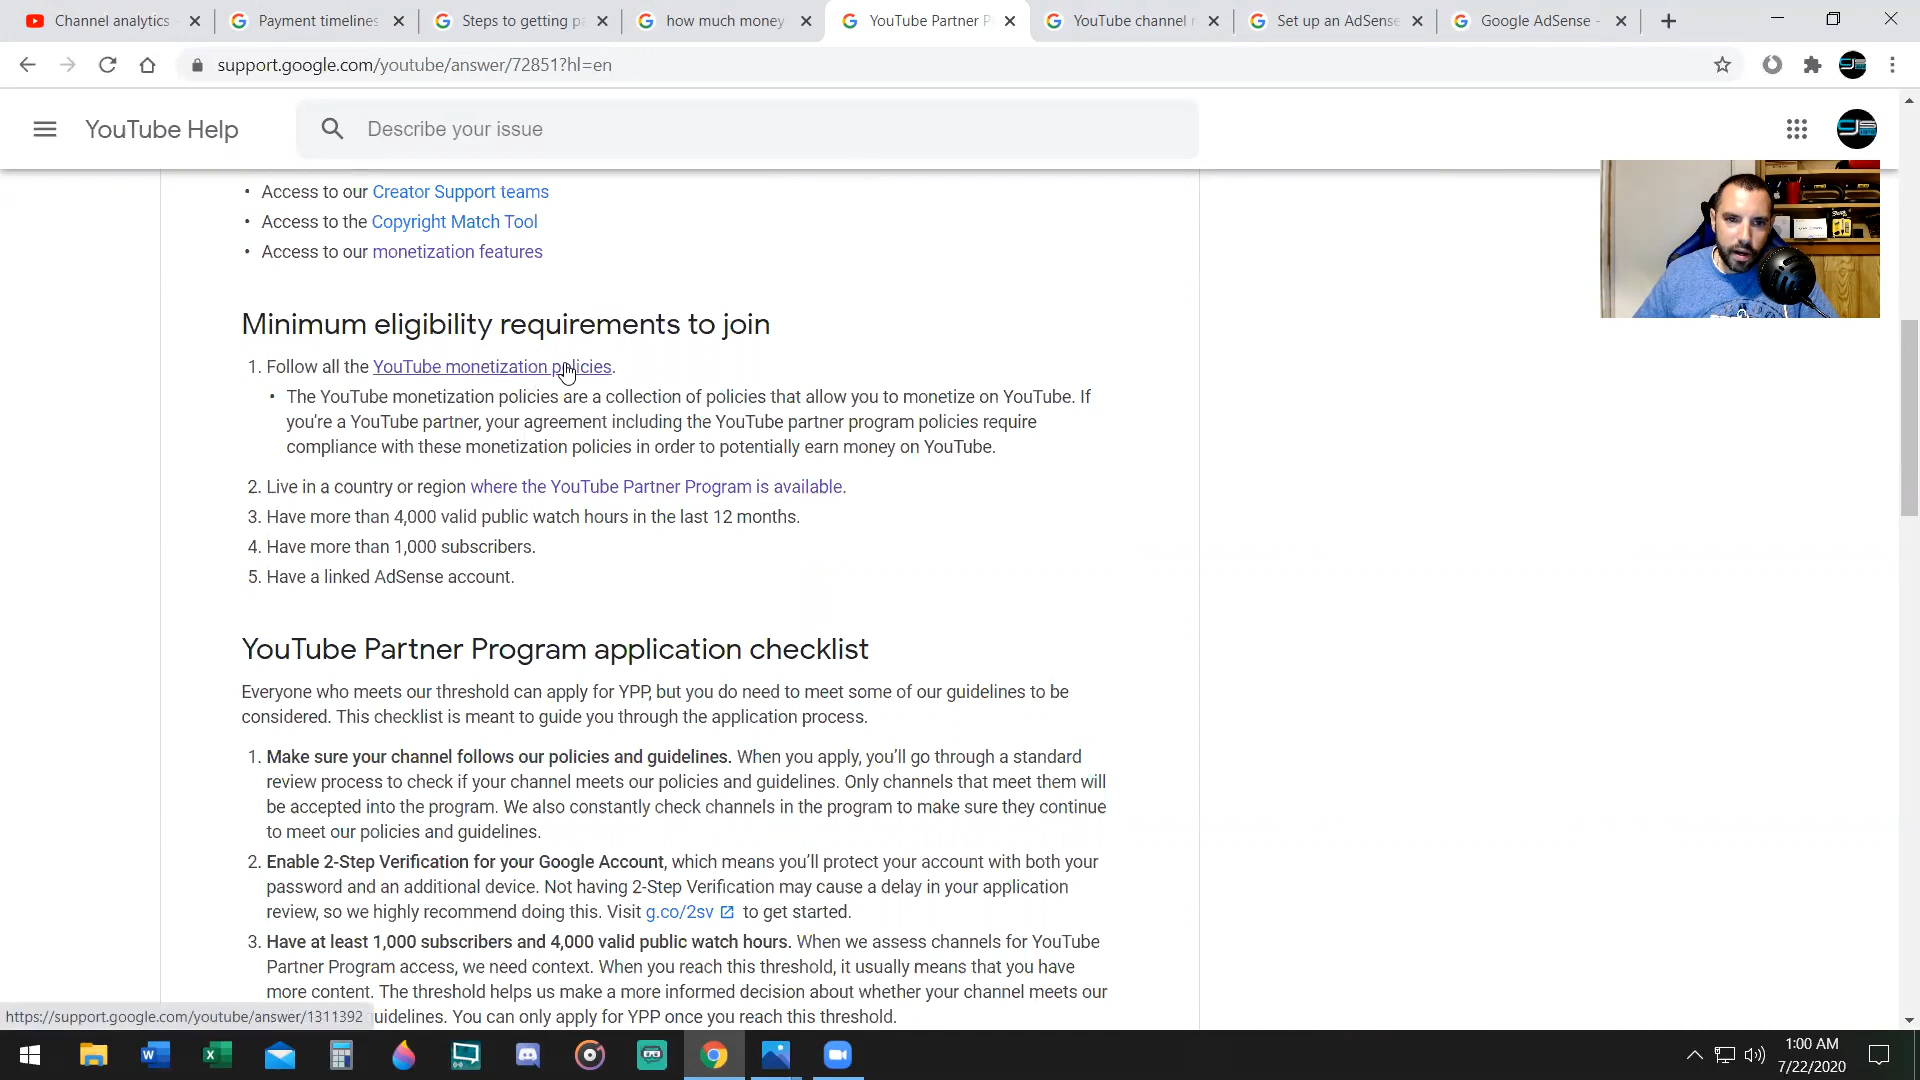 Channel analytics
Payment timelines
Steps to getting pa
how much money
YouTube Partner P
YouTube channel
Set up an AdSense
Google AdSense -
support.google.com/youtube/answer/72851?hl=en
YouTube Help
Describe your issue
• Access to our Creator Support teams
• Access to the Copyright Match Tool
• Access to our monetization features
Minimum eligibility requirements to join
1. Follow all the YouTube monetization policies.
• The YouTube monetization policies are a collection of policies that allow you to monetize on YouTube. If
you're a YouTube partner, your agreement including the YouTube partner program policies require
compliance with these monetization policies in order to potentially earn money on YouTube.
2. Live in a country or region where the YouTube Partner Program is available.
3. Have more than 4,000 valid public watch hours in the last 12 months.
4. Have more than 1,000 subscribers.
5. Have a linked AdSense account.
YouTube Partner Program application checklist
Everyone who meets our threshold can apply for YPP, but you do need to meet some of our guidelines to be
considered. This checklist is meant to guide you through the application process.
1. Make sure your channel follows our policies and guidelines. When you apply, you'll go through a standard
review process to check if your channel meets our policies and guidelines. Only channels that meet them will
be accepted into the program. We also constantly check channels in the program to make sure they continue
to meet our policies and guidelines.
2. Enable 2-Step Verification for your Google Account, which means you'll protect your account with both your
password and an additional device. Not having 2-Step Verification may cause a delay in your application
review, so we highly recommend doing this. Visit g.co/2sv to get started.
3. Have at least 1,000 subscribers and 4,000 valid public watch hours. When we assess channels for YouTube
Partner Program access, we need context. When you reach this threshold, it usually means that you have
more content. The threshold helps us make a more informed decision about whether your channel meets our
uidelines. You can only apply for YPP once you reach this threshold.
https://support.google.com/youtube/answer/1311392
1:00 AM
7/22/2020